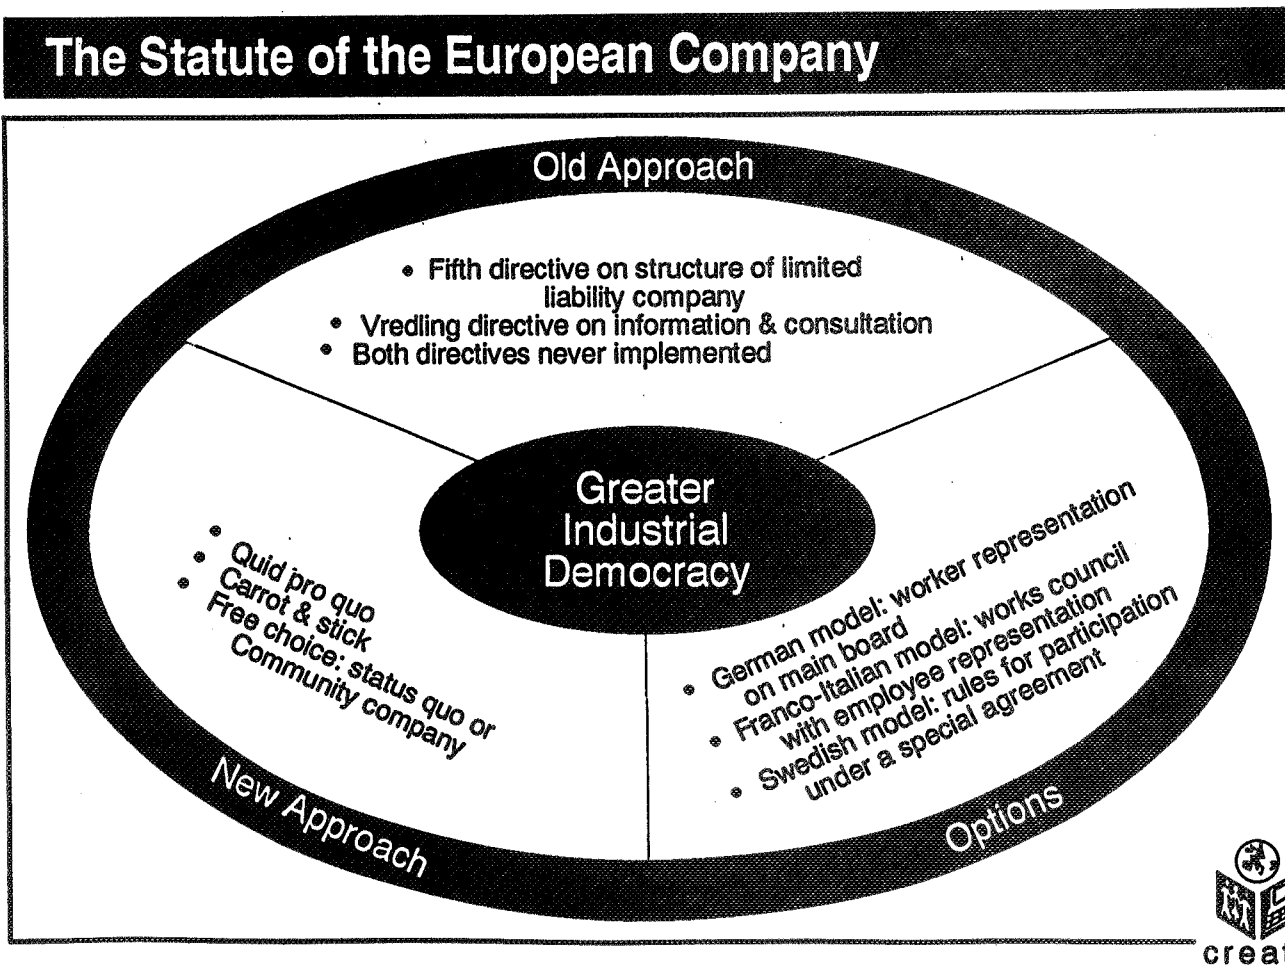 The Statute of the European Company
Old Approach
• Fifth directive on structure of limited
liability company
• Vredling directive on information & consultation
• Both directives never implemented
Greater
Industrial
Democracy
• Quid pro quo
• Carrot & stick
• Free choice: status quo or
Community company
New Approach
• German model: worker representation
on main board
• Franco-Italian model: works council
with employee representation
• Swedish model: rules for participation
under a special agreement
Options